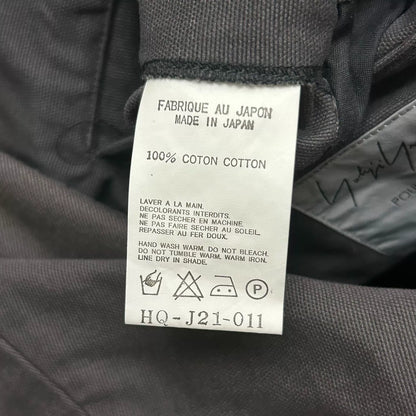 FABRIQUE AU JAPON
MADE IN JAPAN
100% COTON COTTON
LAVER A LA MAIN.
DECOLORANTS INTERDITS.
NE PAS SECHER EN MACHINE.
NE PAS FAIRE SECHER AU SOLEIL.
REPASSER AU FER DOUX.
HAND WASH WARM. DO NOT BLEACH.
DO NOT TUMBLE WARM. WARM IRON.
LINE DRY IN SHADE.
P
HQ-J21-011